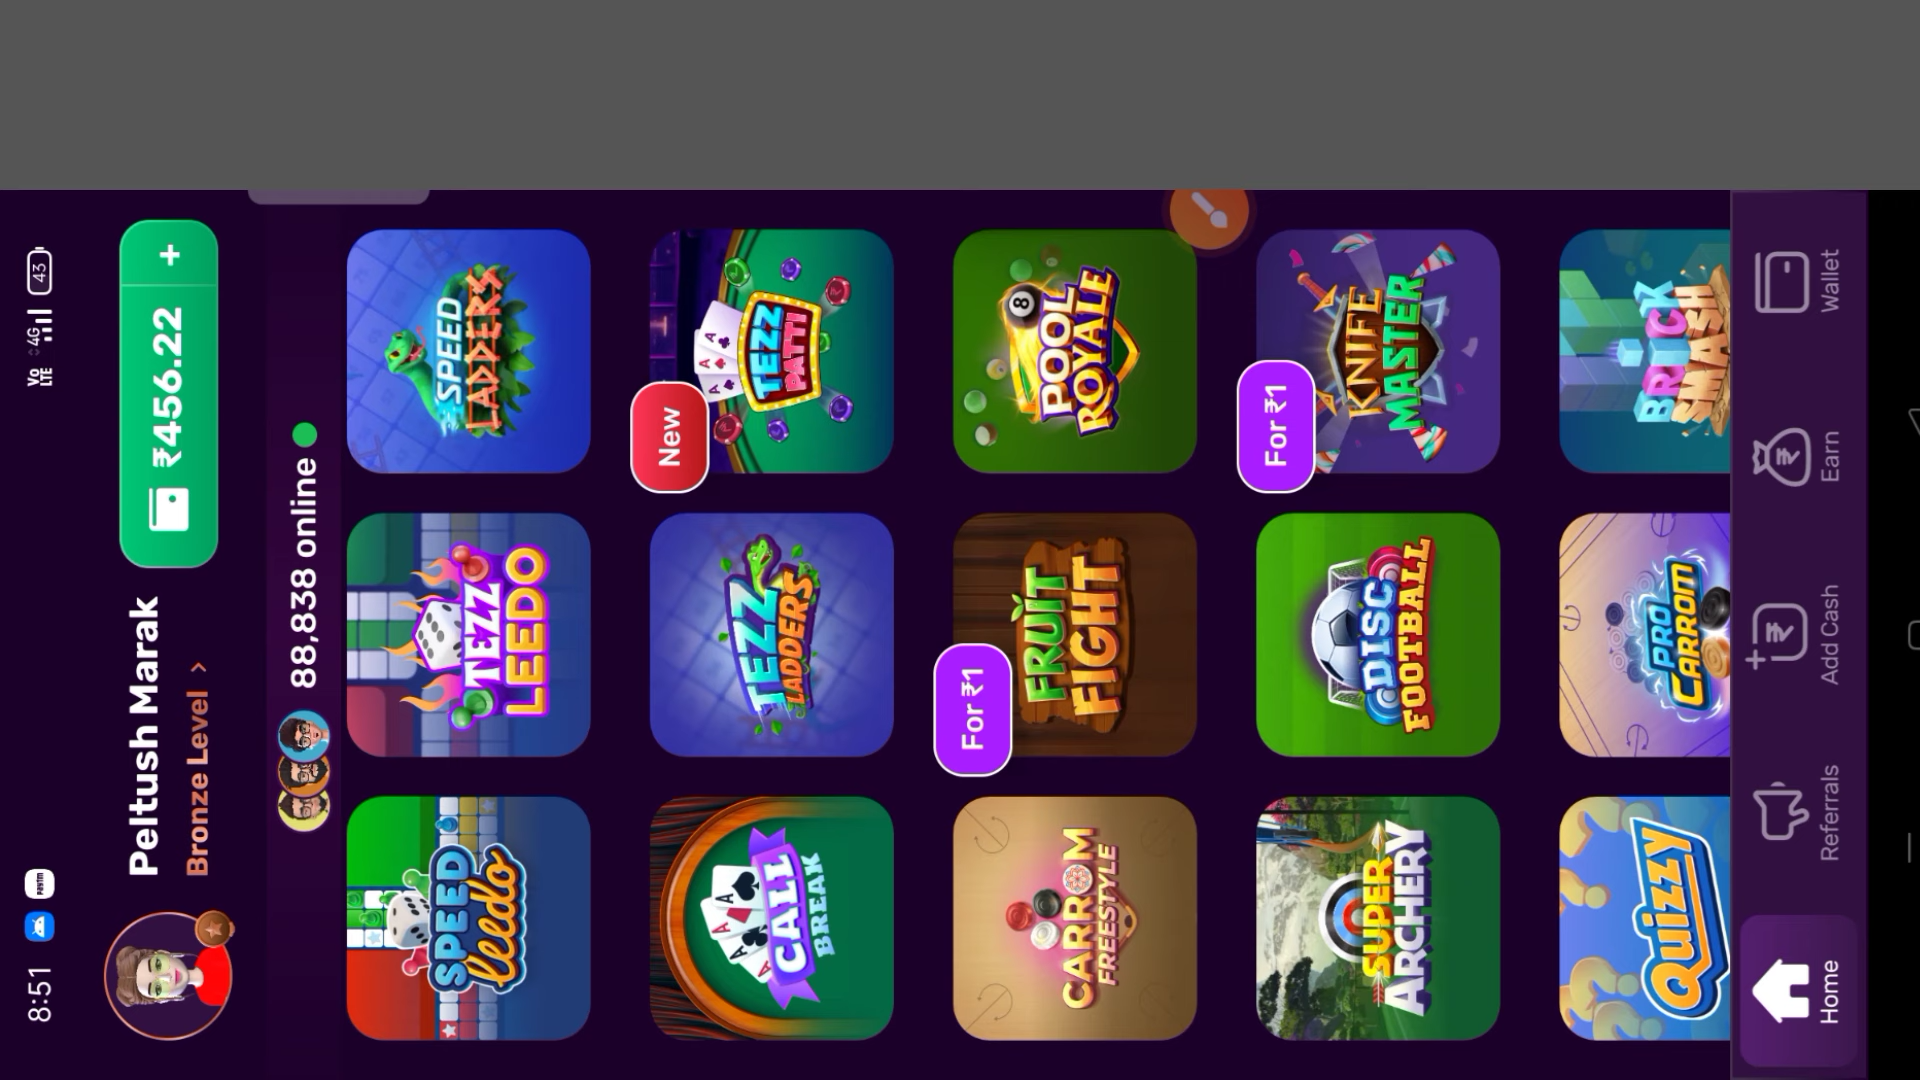 8:51
paytm
Vo
LTE
4G
43
Peltush Marak
Bronze Level >
₹456.22
+
88,838 online
SPEED
leedo
TEZZ
LEEDO
SPEED
LADDERS
CALL
BREAK
TEZZ
LADDERS
New
TEZZ
PATTI
CARROM
FREESTYLE
For ₹1
FRUIT
FIGHT
8
POOL
ROYALE
SUPER
ARCHERY
DISC
FOOTBALL
For ₹1
KNIFE
MASTER
Quizzy
PRO
CARROM
BRICK
SMASH
Home
Referrals
Add Cash
Earn
Wallet